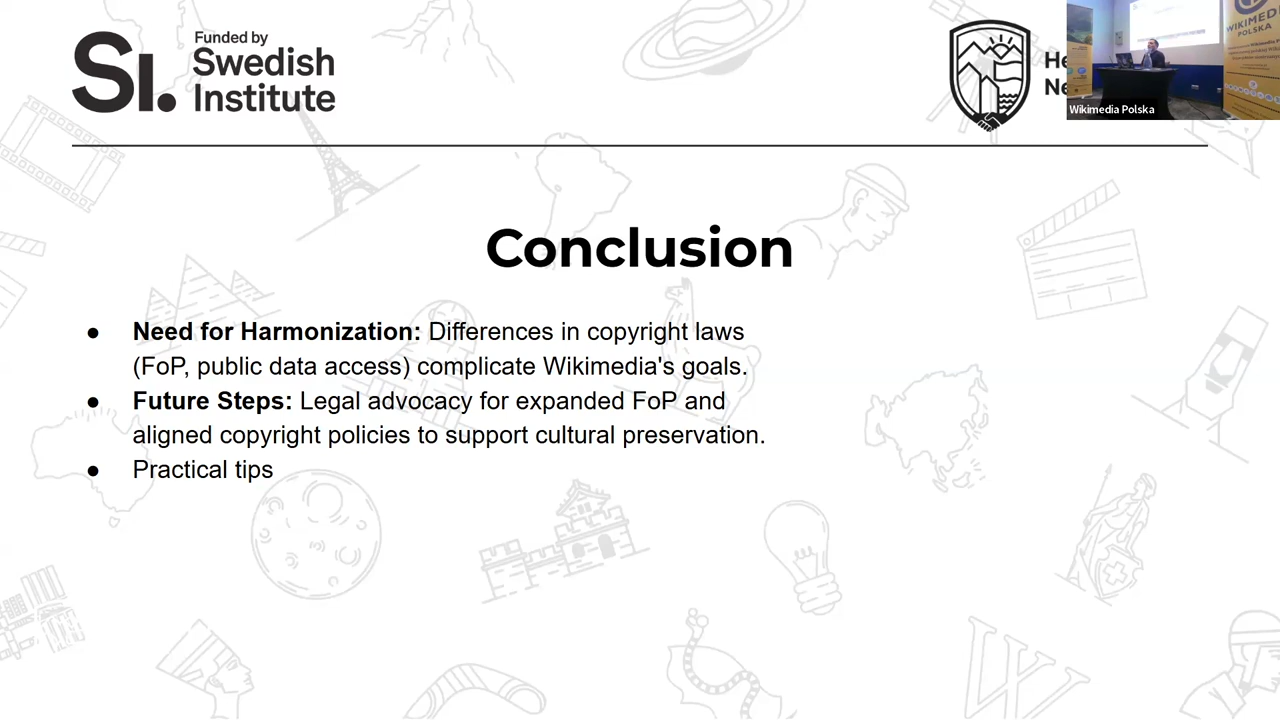 Funded by
SI. Swedish
Institute
WIKIMEDIA
POLSKA
Wikimedia Polska
Conclusion
● Need for Harmonization: Differences in copyright laws
(FoP, public data access) complicate Wikimedia's goals.
● Future Steps: Legal advocacy for expanded FoP and
aligned copyright policies to support cultural preservation.
● Practical tips